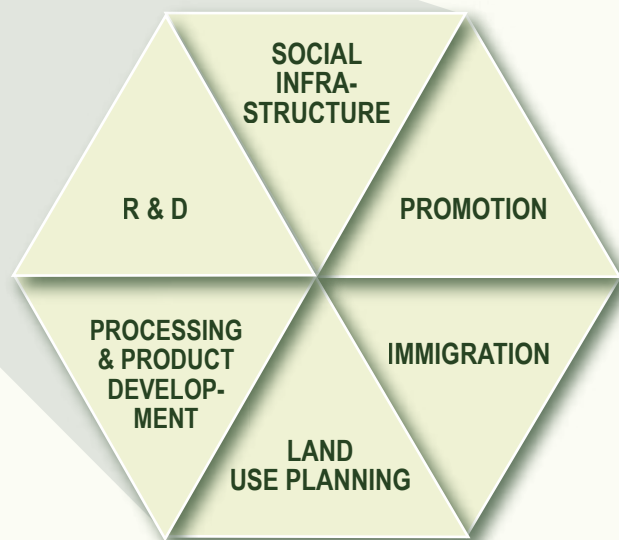 SOCIAL
INFRA-
STRUCTURE
R & D
PROMOTION
PROCESSING
& PRODUCT
DEVELOP-
MENT
IMMIGRATION
LAND
USE PLANNING